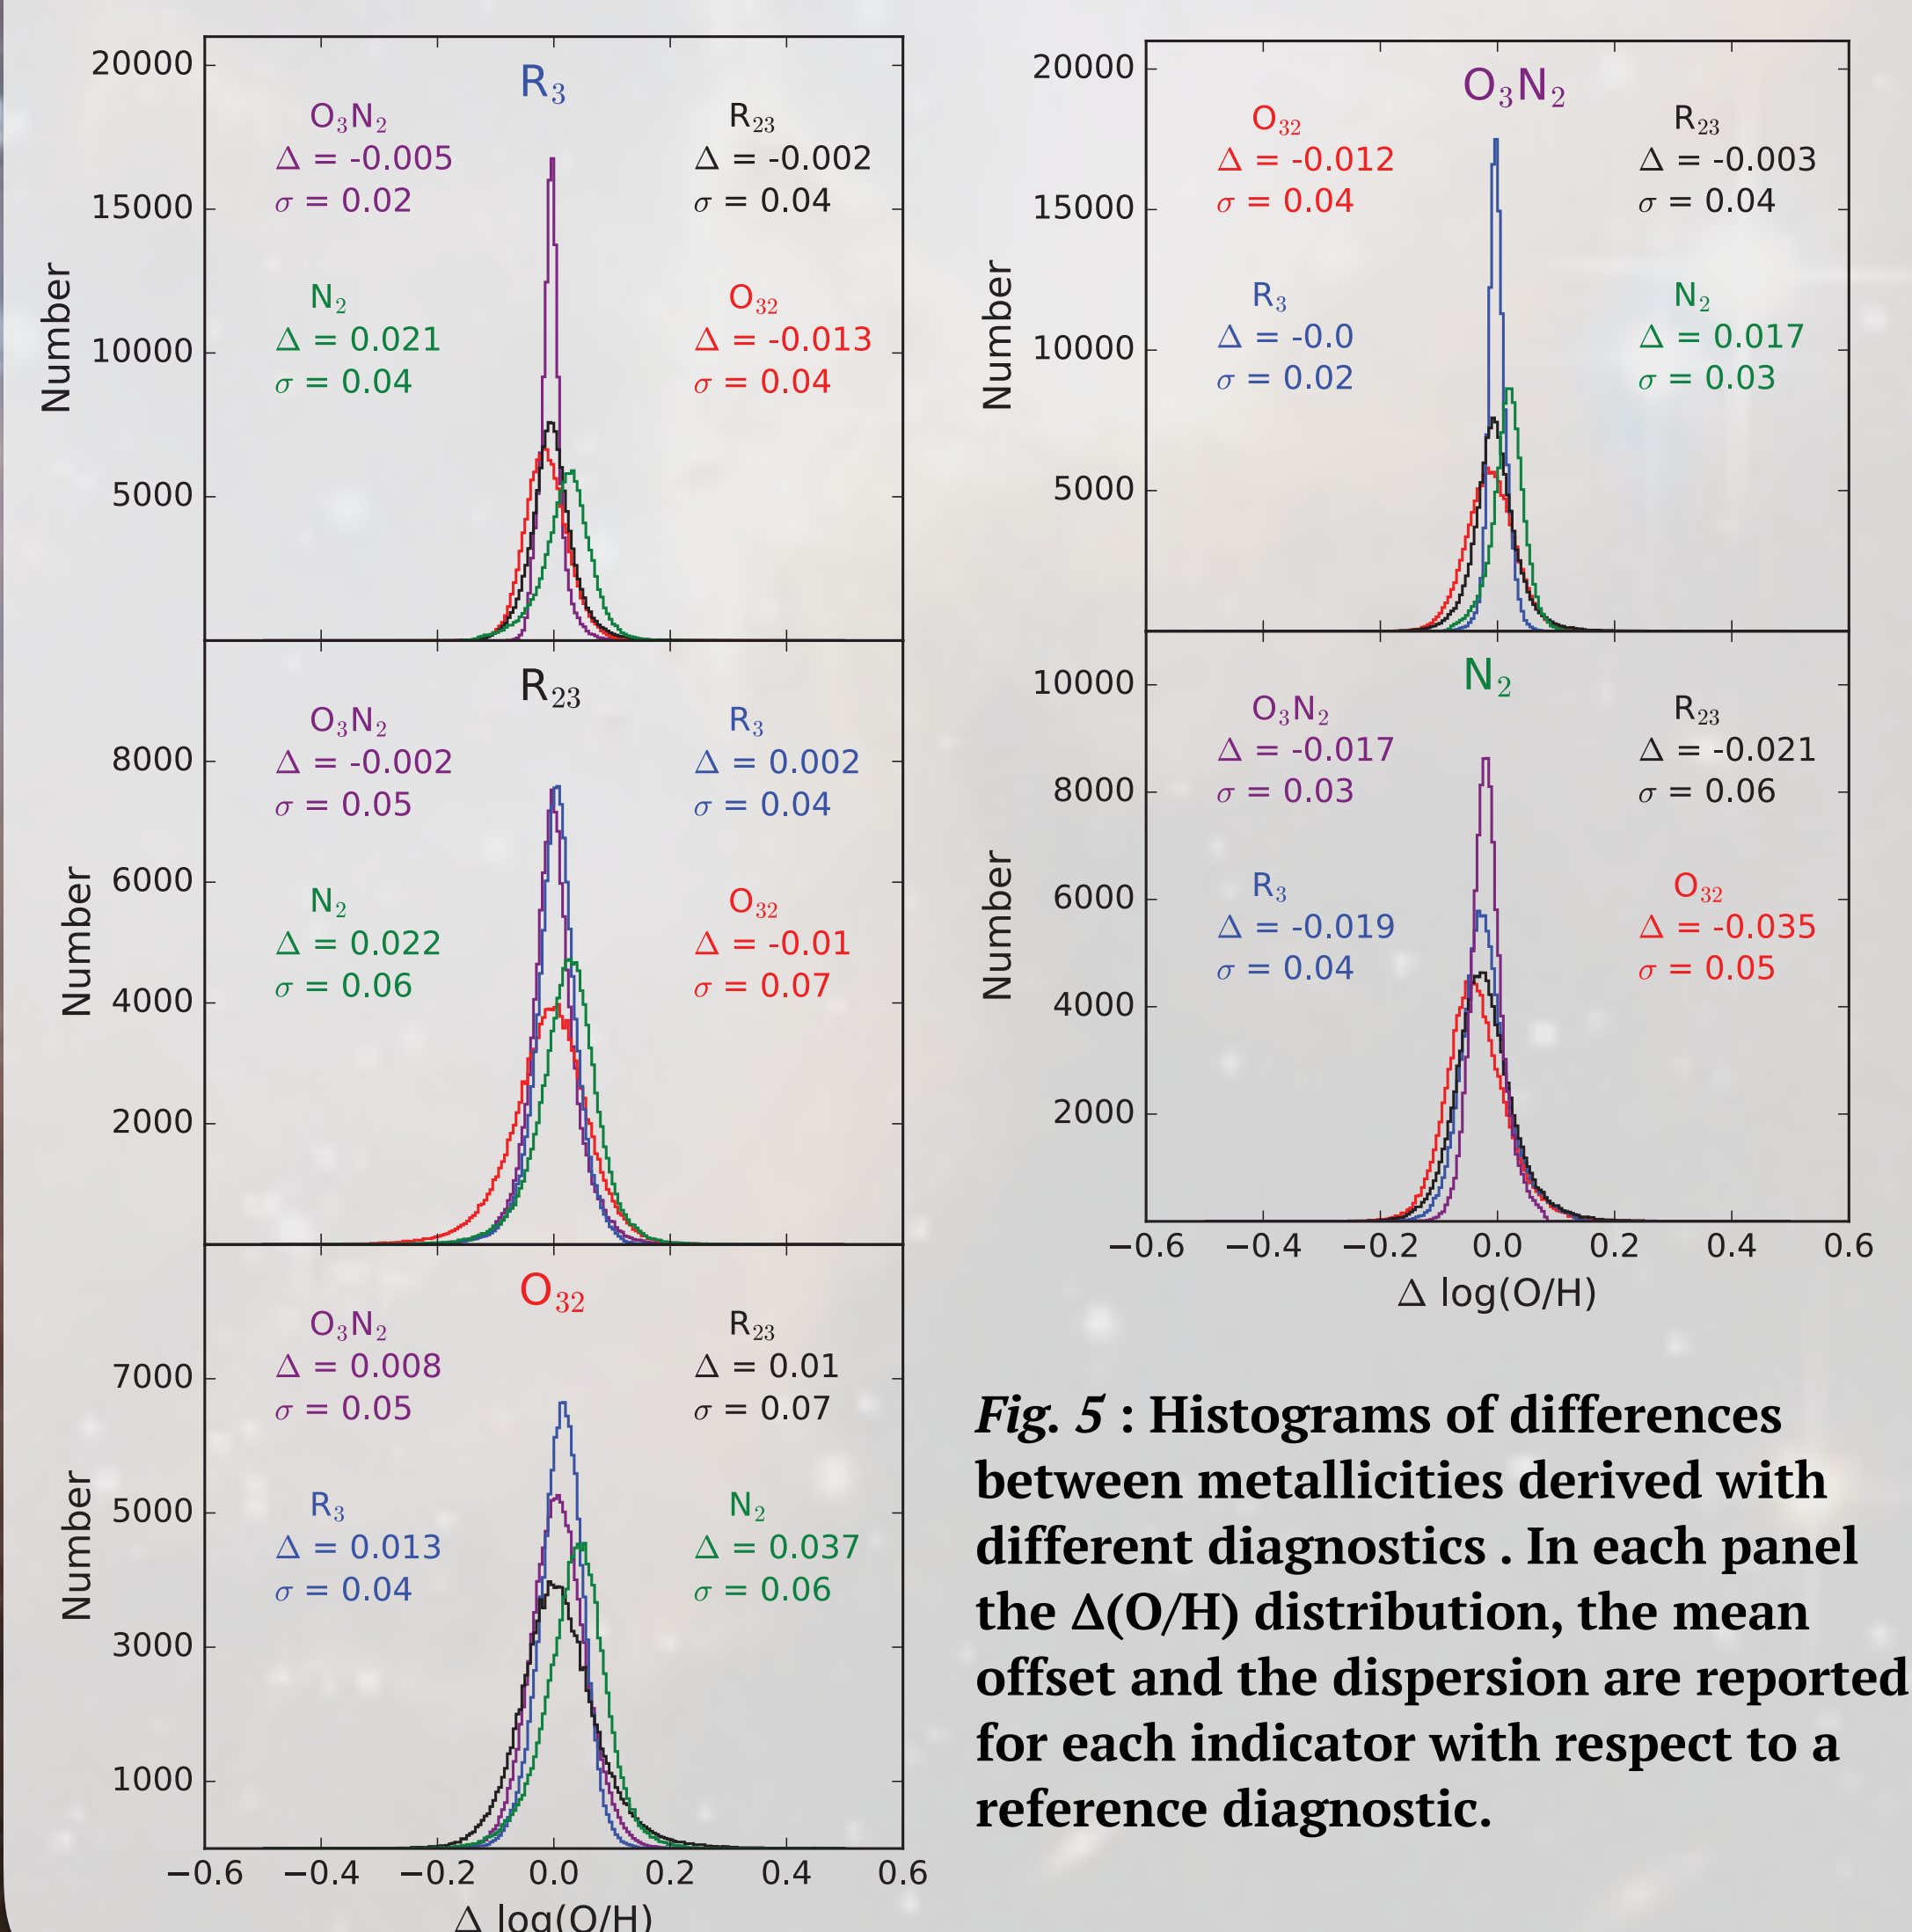 R3
O3N2
Δ = -0.005
σ = 0.02
R23
Δ = -0.002
σ = 0.04
N2
Δ = 0.021
σ = 0.04
O32
Δ = -0.013
σ = 0.04
20000
15000
10000
5000
Number
R23
O3N2
Δ = -0.002
σ = 0.05
R3
Δ = 0.002
σ = 0.04
N2
Δ = 0.022
σ = 0.06
O32
Δ = -0.01
σ = 0.07
8000
6000
4000
2000
Number
O32
O3N2
Δ = 0.008
σ = 0.05
R23
Δ = 0.01
σ = 0.07
R3
Δ = 0.013
σ = 0.04
N2
Δ = 0.037
σ = 0.06
7000
5000
3000
1000
Number
−0.6 −0.4 −0.2 0.0 0.2 0.4 0.6
Δ log(O/H)
O3N2
O32
Δ = -0.012
σ = 0.04
R23
Δ = -0.003
σ = 0.04
R3
Δ = -0.0
σ = 0.02
N2
Δ = 0.017
σ = 0.03
20000
15000
10000
5000
Number
N2
O3N2
Δ = -0.017
σ = 0.03
R23
Δ = -0.021
σ = 0.06
R3
Δ = -0.019
σ = 0.04
O32
Δ = -0.035
σ = 0.05
10000
8000
6000
4000
2000
Number
−0.6 −0.4 −0.2 0.0 0.2 0.4 0.6
Δ log(O/H)
Fig. 5 : Histograms of differences
between metallicities derived with
different diagnostics . In each panel
the Δ(O/H) distribution, the mean
offset and the dispersion are reported
for each indicator with respect to a
reference diagnostic.